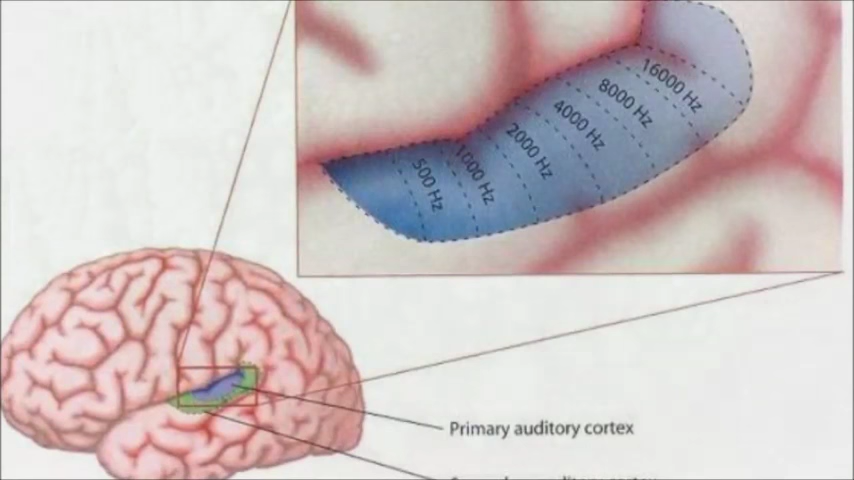 16000 Hz
8000 Hz
4000 Hz
2000 Hz
1000 Hz
500 Hz
Primary auditory cortex